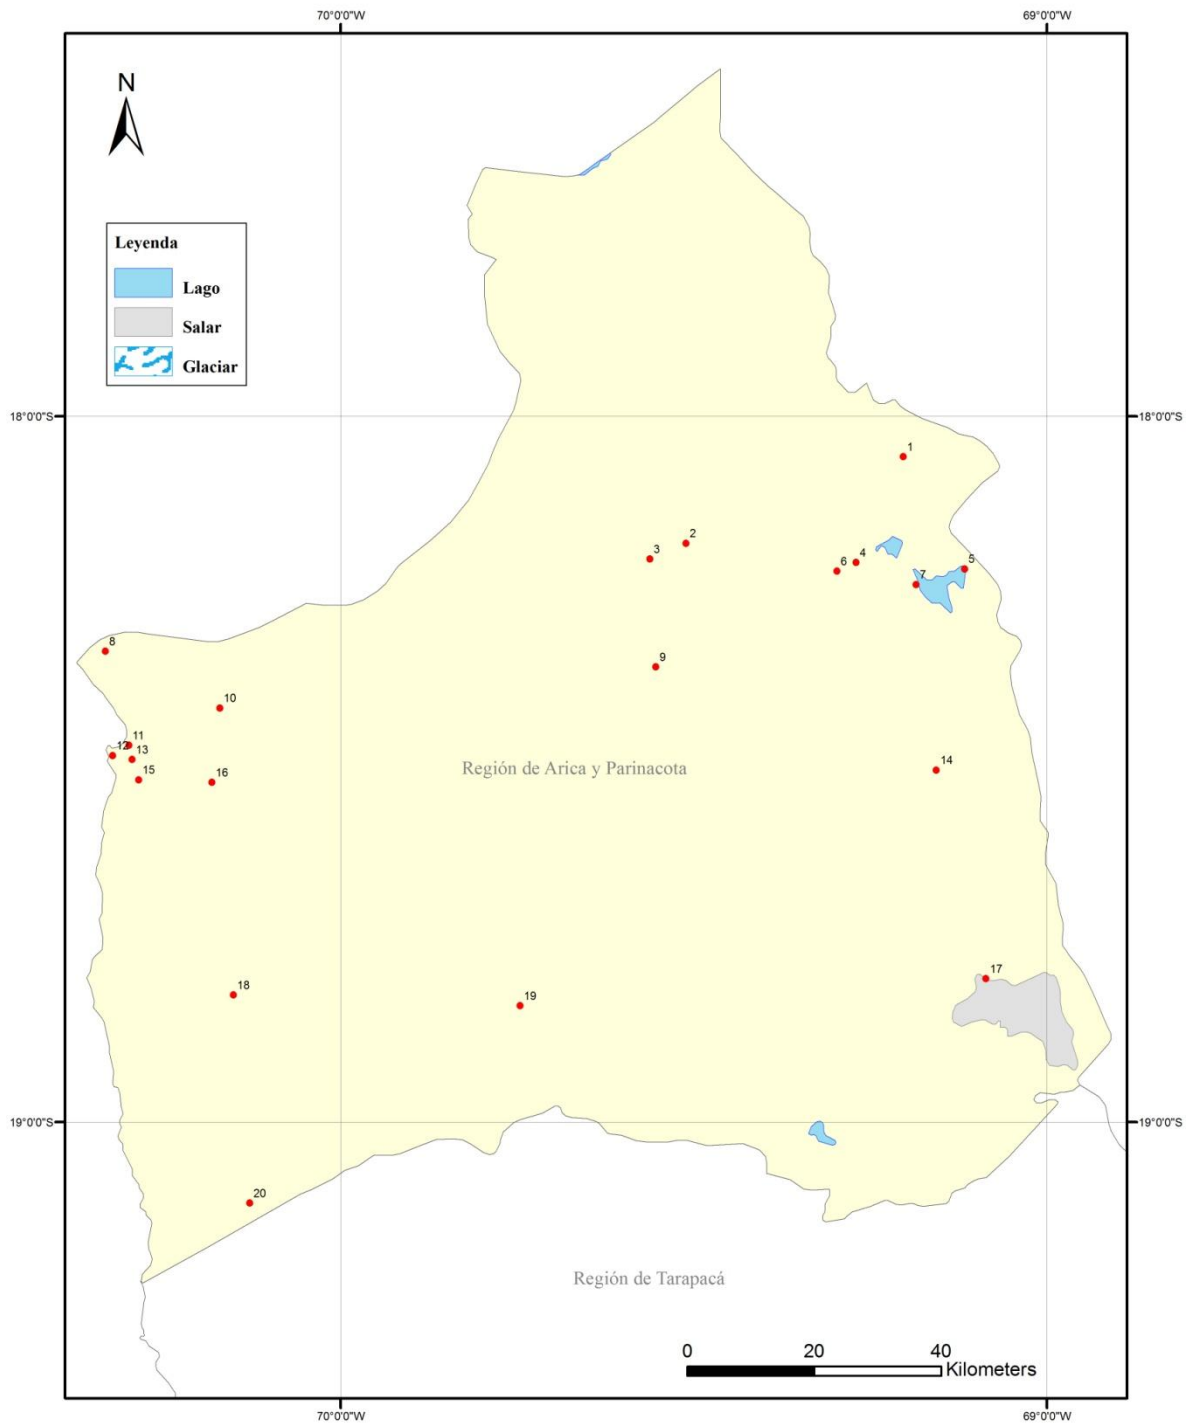 70°0'0"W
69°0'0"W
N
Leyenda
Lago
Salar
Glaciar
18°0'0"S
18°0'0"S
1
2
3
4
5
6
7
8
9
10
11
12
13
14
15
16
Región de Arica y Parinacota
17
18
19
19°0'0"S
19°0'0"S
20
Región de Tarapacá
0 20 40
Kilometers
70°0'0"W
69°0'0"W